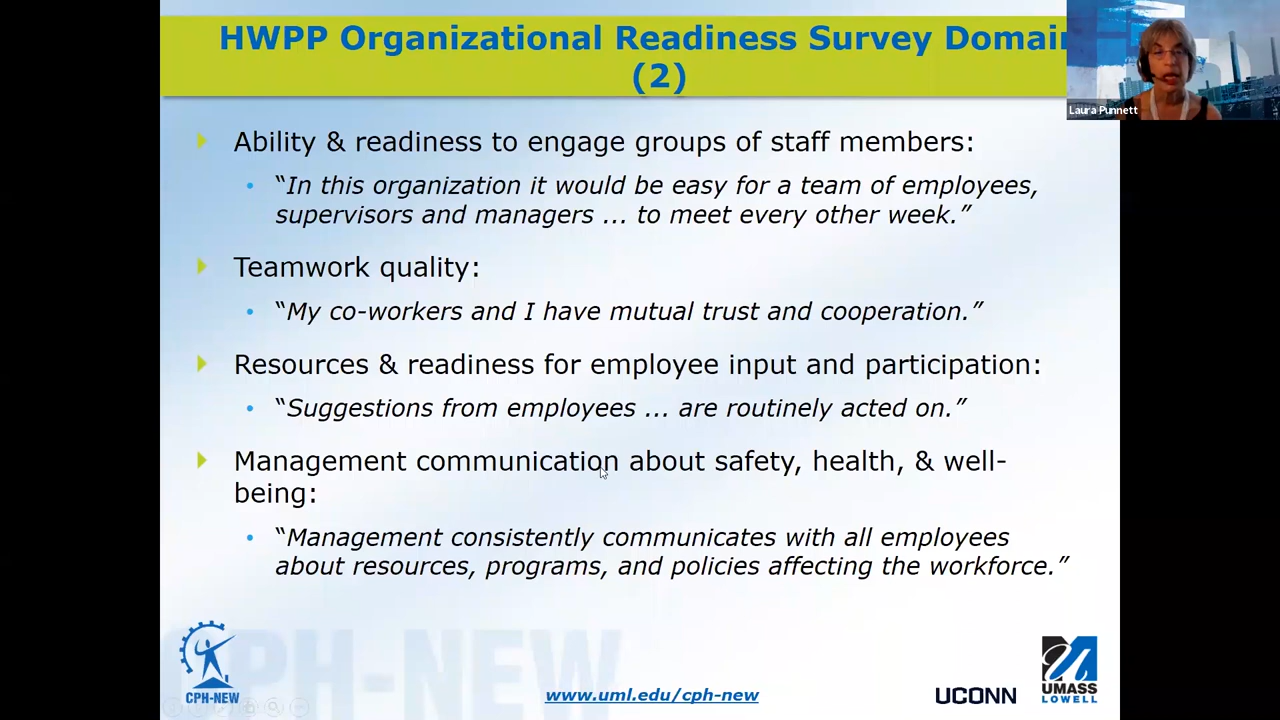 HWPP Organizational Readiness Survey Domain
(2)
Laura Punnett
Ability & readiness to engage groups of staff members:
“In this organization it would be easy for a team of employees,
supervisors and managers ... to meet every other week.”
Teamwork quality:
“My co-workers and I have mutual trust and cooperation.”
Resources & readiness for employee input and participation:
“Suggestions from employees ... are routinely acted on.”
Management communication about safety, health, & well-
being:
“Management consistently communicates with all employees
about resources, programs, and policies affecting the workforce.”
CPH-NEW
CPH-NEW
www.uml.edu/cph-new
UCONN
UMASS
LOWELL